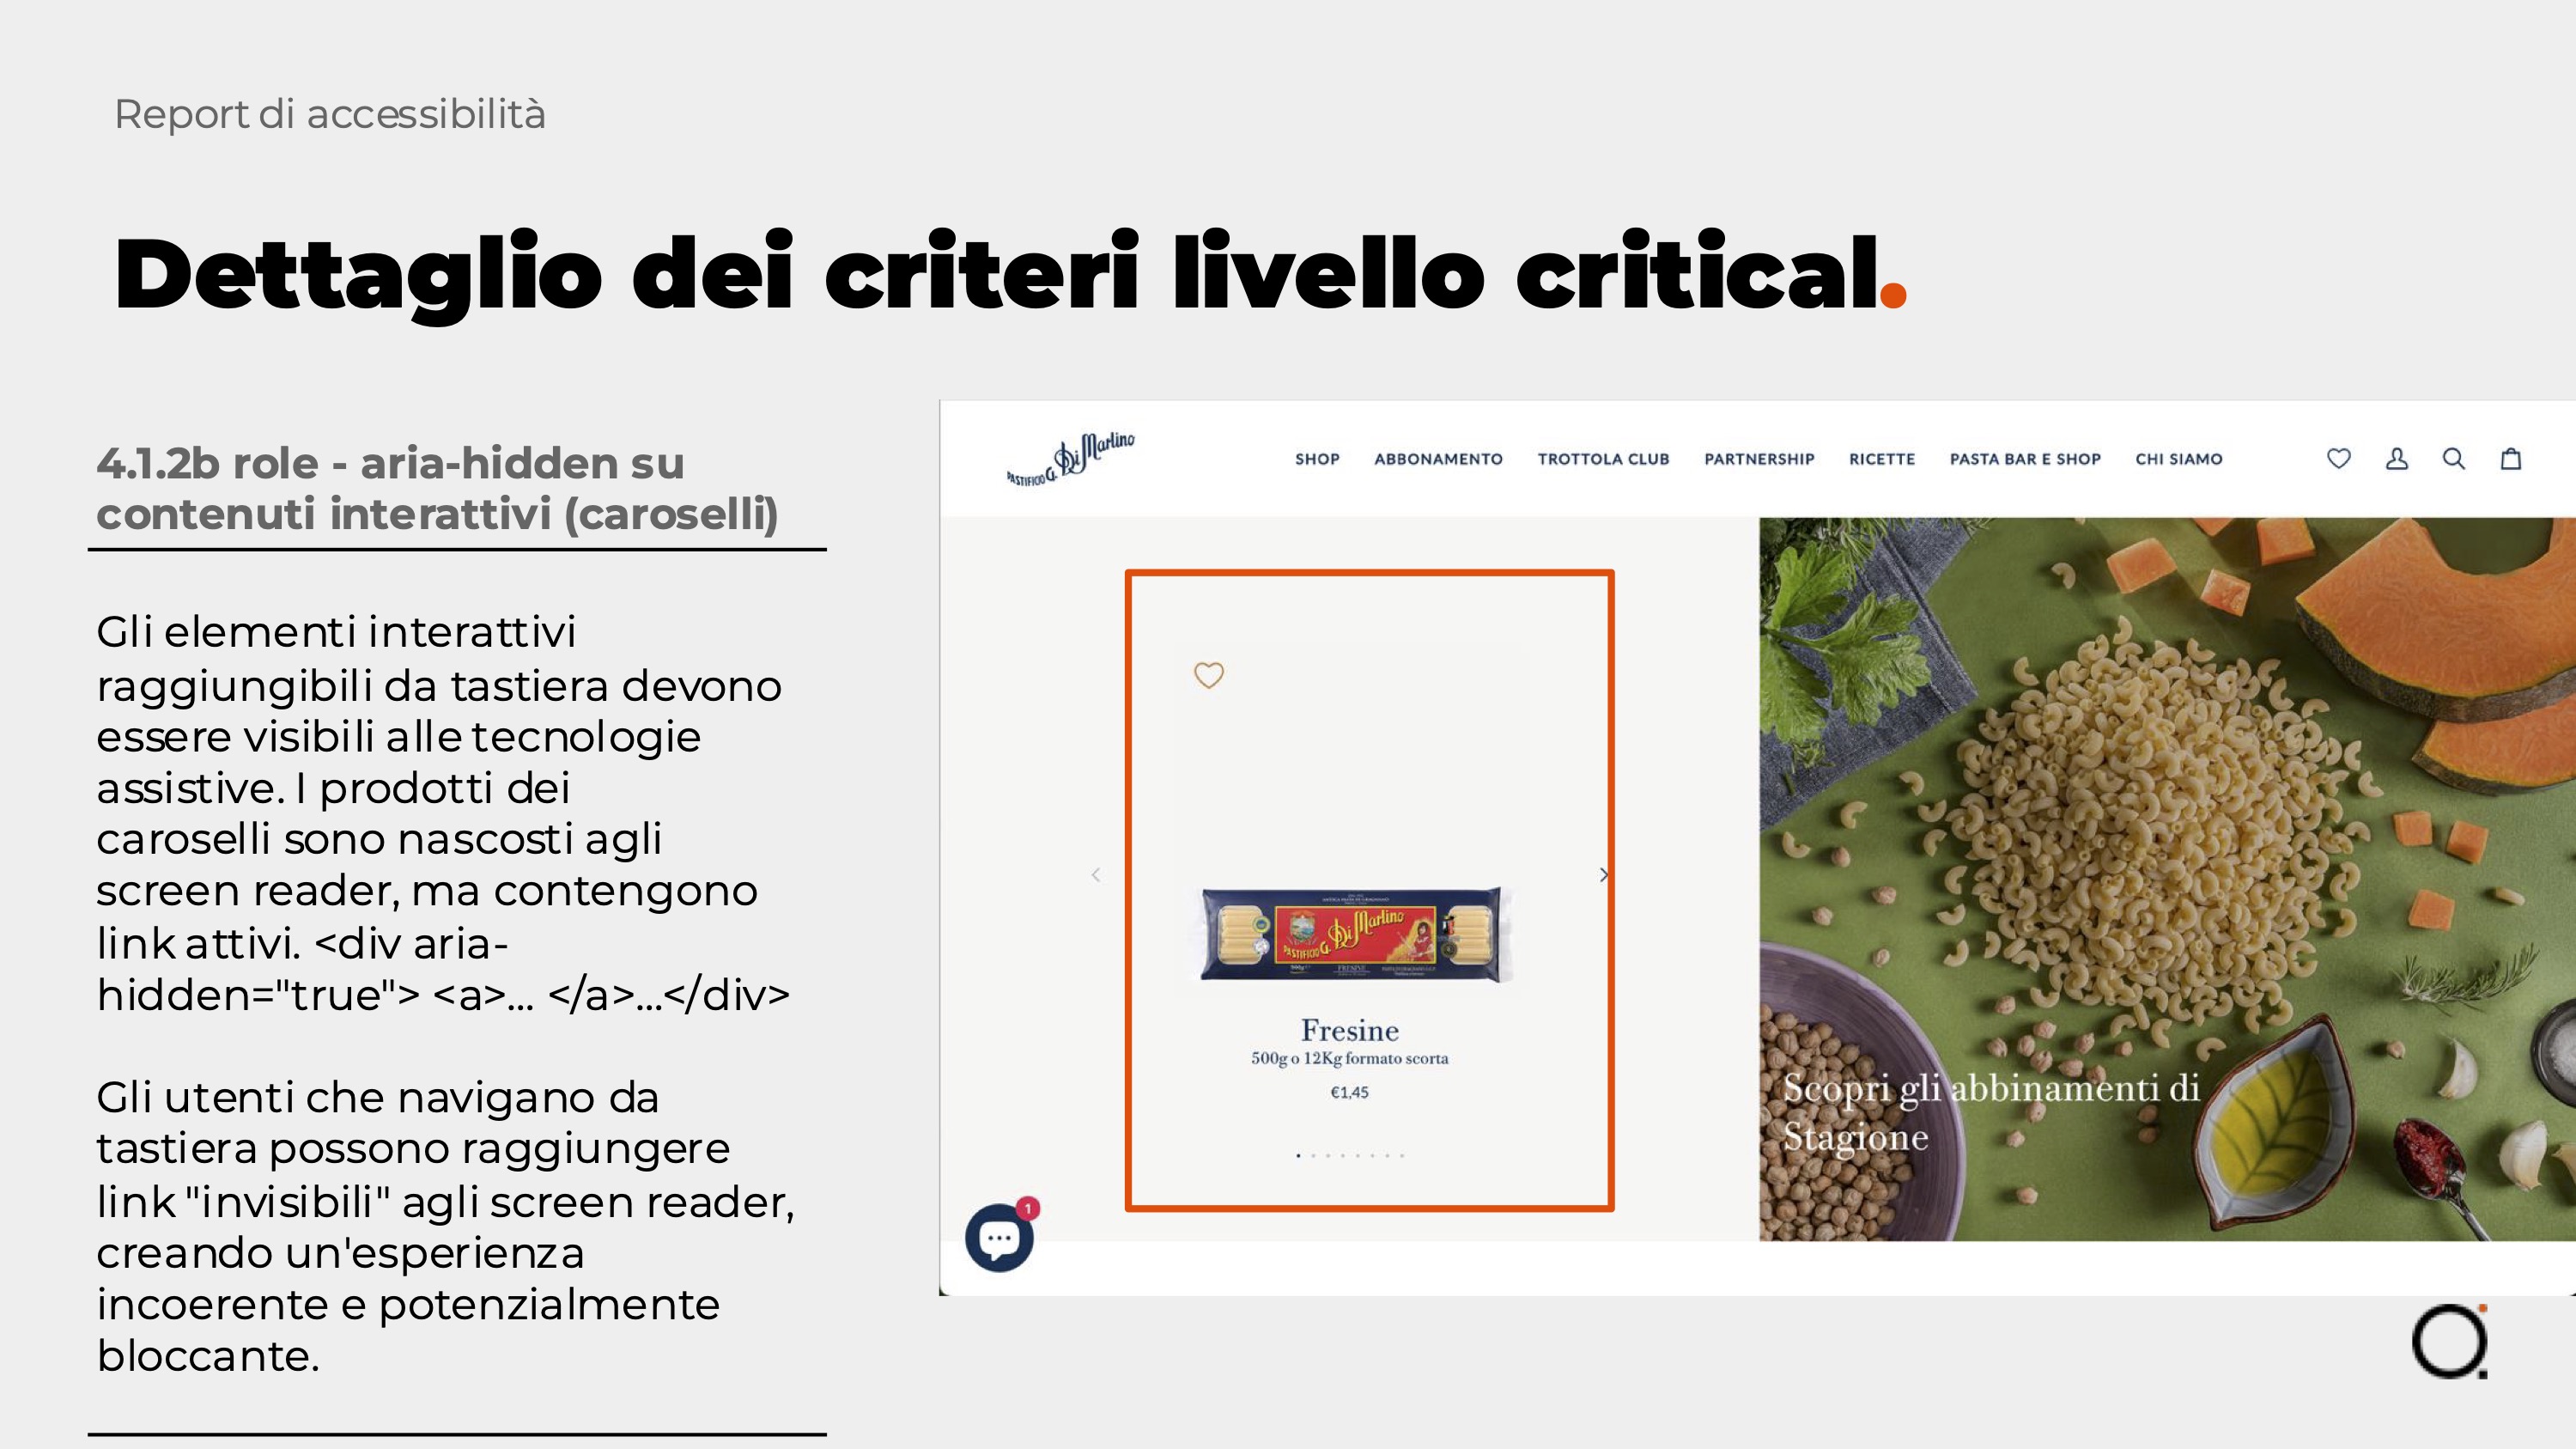 Report di accessibilità
Dettaglio dei criteri livello critical.
4.1.2b role - aria-hidden su
contenuti interattivi (caroselli)
Gli elementi interattivi
raggiungibili da tastiera devono
essere visibili alle tecnologie
assistive. I prodotti dei
caroselli sono nascosti agli
screen reader, ma contengono
link attivi. <div aria-
hidden="true"> <a>... </a>...</div>
Gli utenti che navigano da
tastiera possono raggiungere
link "invisibili" agli screen reader,
creando un'esperienza
incoerente e potenzialmente
bloccante.
PASTIFICIO G. Di Martino
SHOP ABBONAMENTO TROTTOLA CLUB PARTNERSHIP RICETTE PASTA BAR E SHOP CHI SIAMO
PASTIFICIO G. Di Martino
FRESINE
Fresine
500g o 12Kg formato scorta
€1,45
1
Scopri gli abbinamenti di
Stagione